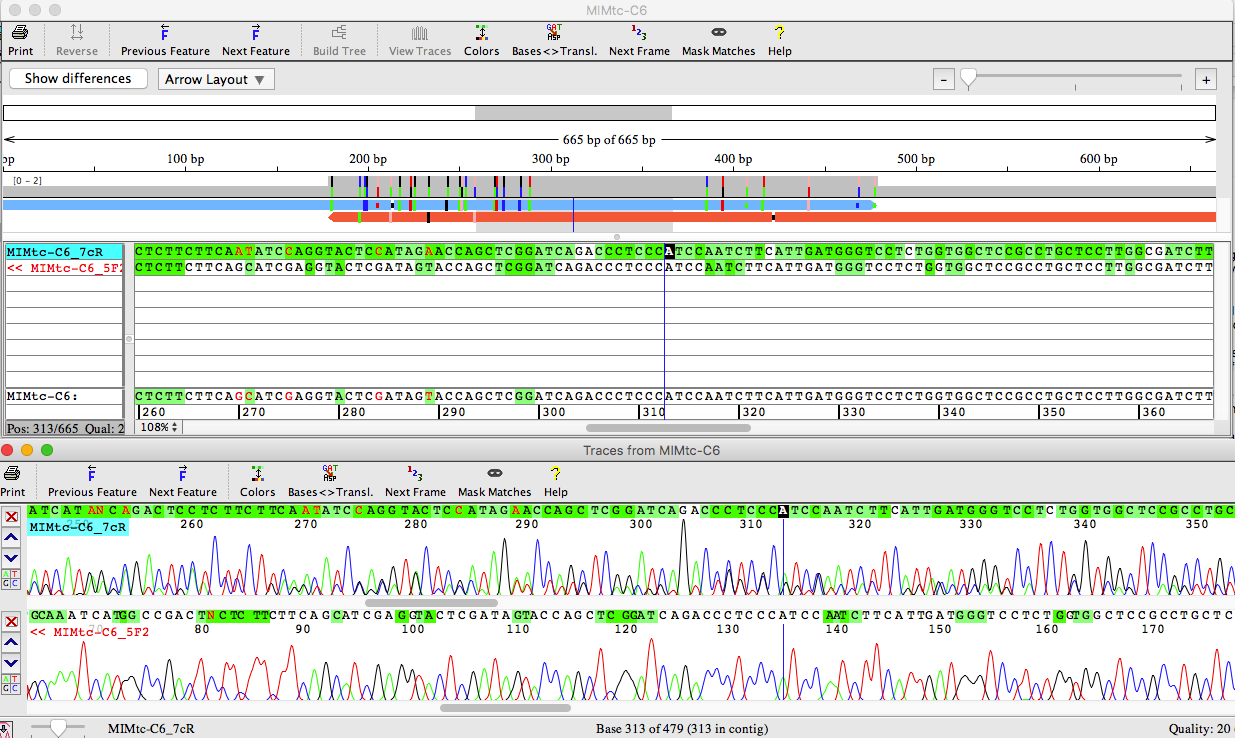 MIMtc-C6
Print Reverse Previous Feature Next Feature Build Tree View Traces Colors Bases<>Transl. Next Frame Mask Matches Help
Show differences Arrow Layout ▼ - +
665 bp of 665 bp
bp 100 bp 200 bp 300 bp 400 bp 500 bp 600 bp
[0 - 2]
MIMtc-C6_7cR CTCTTCTTCAATATCCAGGTACTCCATAGAACCAGCTCGGATCAGACCCTCCCATCCAATCTTCATTGATGGGTCCTCTGGTGGCTCCGCCTGCTCCTTGGCGATCTT
<< MIMtc-C6_5F2 CTCTTCTTCAGCATCGAGGTACTCGATAGTACCAGCTCGGATCAGACCCTCCCATCCAATCTTCATTGATGGGTCCTCTGGTGGCTCCGCCTGCTCCTTGGCGATCTT
MIMtc-C6: CTCTTCTTCAGCATCGAGGTACTCGATAGTACCAGCTCGGATCAGACCCTCCCATCCAATCTTCATTGATGGGTCCTCTGGTGGCTCCGCCTGCTCCTTGGCGATCTT
260 270 280 290 300 310 320 330 340 350 360
Pos: 313/665 Qual: 2 108%
Traces from MIMtc-C6
Print Previous Feature Next Feature Colors Bases<>Transl. Next Frame Mask Matches Help
ATCATANCAGACTCCTCTTCTTCAATATCCAGGTACTCCATAGAACCAGCTCGGATCAGACCCTCCCATCCAATCTTCATTGATGGGTCCTCTGGTGGCTCCGCCTGC
MIMtc-C6_7cR 250 260 270 280 290 300 310 320 330 340 350
GCAAATCATGGCCGACTNCTCTTCTTCAGCATCGAGGTACTCGATAGTACCAGCTCGGATCAGACCCTCCCATCCAATCTTCATTGATGGGTCCTCTGGTGGCTCCGCCTGCTC
<< MIMtc-C6_5F2 70 80 90 100 110 120 130 140 150 160 170
MIMtc-C6_7cR Base 313 of 479 (313 in contig) Quality: 20